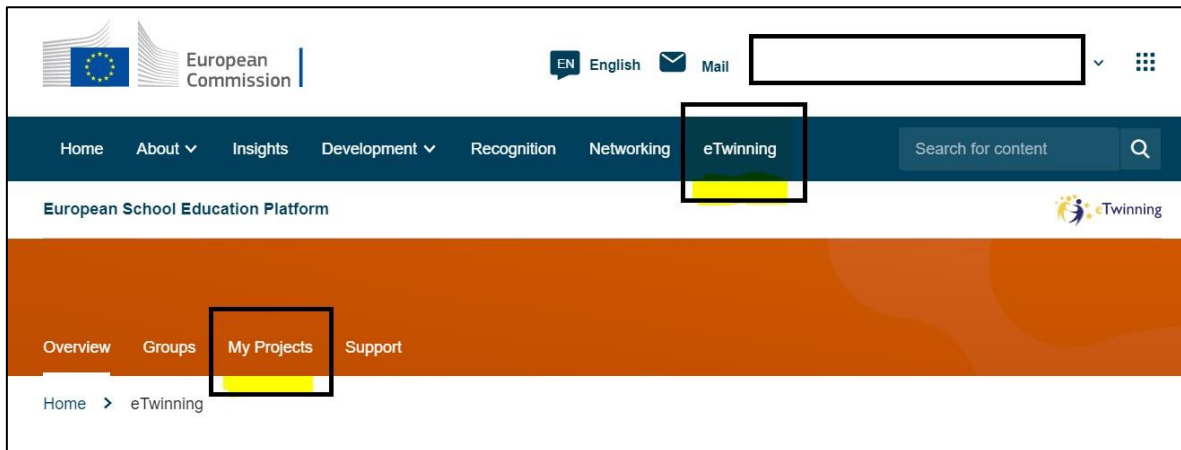 European
Commission
EN English Mail
Home About Insights Development Recognition Networking eTwinning Search for content
European School Education Platform
eTwinning
Overview Groups My Projects Support
Home > eTwinning